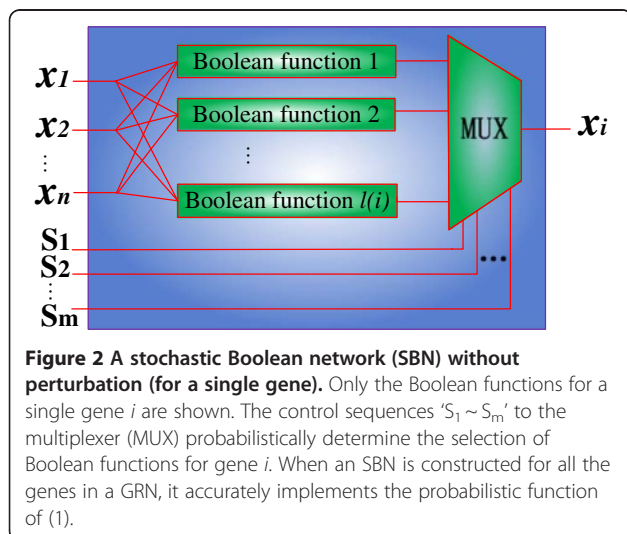 x1
x2
⋮
xn
S1
S2
⋮
Sm
Boolean function 1
Boolean function 2
⋮
Boolean function l(i)
MUX
...
xi
Figure 2 A stochastic Boolean network (SBN) without
perturbation (for a single gene). Only the Boolean functions for a
single gene i are shown. The control sequences ‘S₁ ~ Sₘ’ to the
multiplexer (MUX) probabilistically determine the selection of
Boolean functions for gene i. When an SBN is constructed for all the
genes in a GRN, it accurately implements the probabilistic function
of (1).